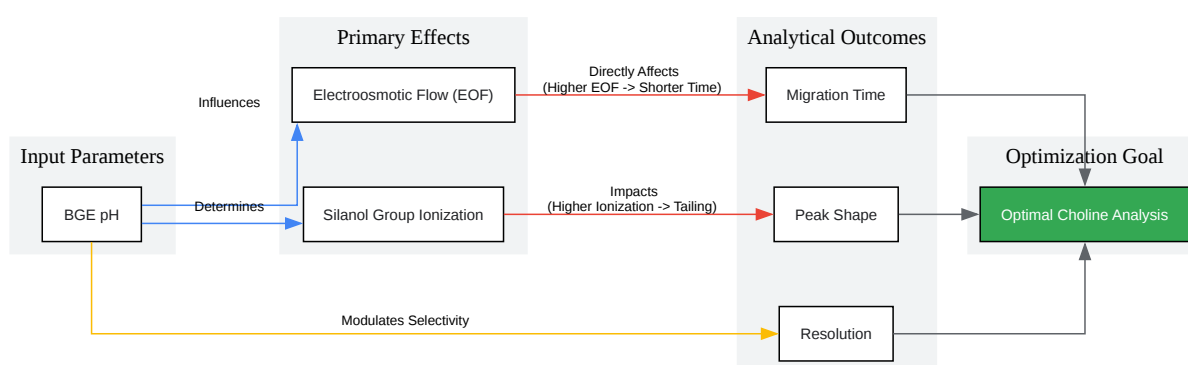 Primary Effects
Analytical Outcomes
Electroosmotic Flow (EOF)
Directly Affects
(Higher EOF -> Shorter Time)
Migration Time
Influences
Input Parameters
Optimization Goal
BGE pH
Determines
Silanol Group Ionization
Impacts
(Higher Ionization -> Tailing)
Peak Shape
Optimal Choline Analysis
Modulates Selectivity
Resolution